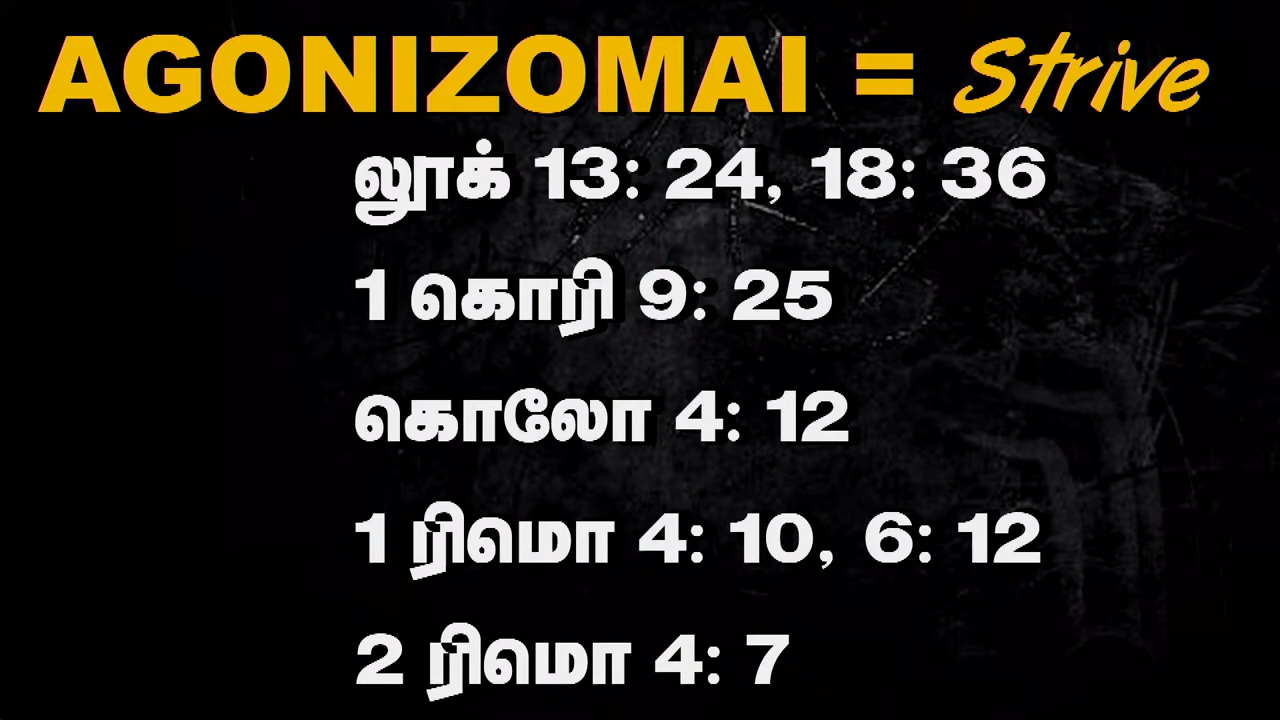 AGONIZOMAI = Strive
லூக் 13: 24, 18: 36
1 கொரி 9: 25
கொலோ 4: 12
1 ரிமொ 4: 10, 6: 12
2 ரிமொ 4: 7